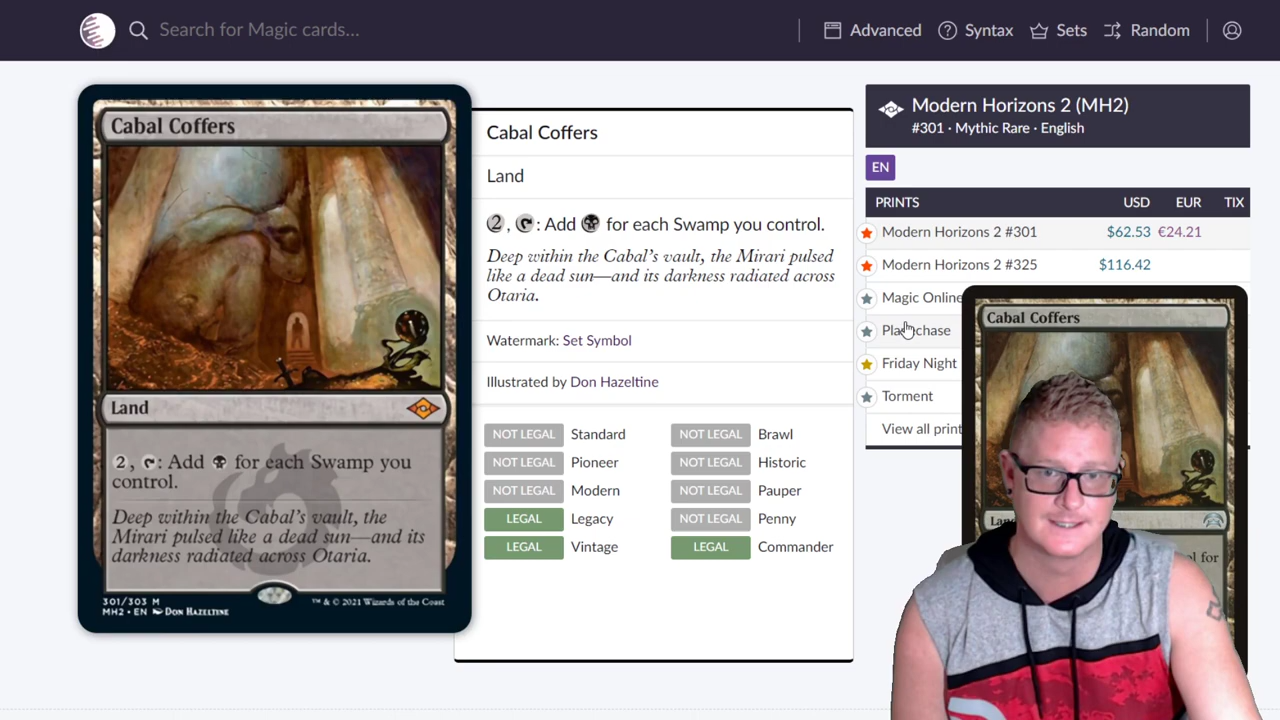 Search for Magic cards...
Advanced
Syntax
Sets
Random
Cabal Coffers
Land
2, : Add for each Swamp you
control.
Deep within the Cabal's vault, the
Mirari pulsed like a dead sun—and its
darkness radiated across Otaria.
301/303 M
MH2 • EN Don Hazeltine
™ & © 2021 Wizards of the Coast
Cabal Coffers
Land
2, : Add for each Swamp you control.
Deep within the Cabal's vault, the Mirari pulsed
like a dead sun—and its darkness radiated across
Otaria.
Watermark: Set Symbol
Illustrated by Don Hazeltine
NOT LEGAL Standard NOT LEGAL Brawl
NOT LEGAL Pioneer NOT LEGAL Historic
NOT LEGAL Modern NOT LEGAL Pauper
LEGAL Legacy NOT LEGAL Penny
LEGAL Vintage LEGAL Commander
Modern Horizons 2 (MH2)
#301 · Mythic Rare · English
EN
PRINTS USD EUR TIX
Modern Horizons 2 #301 $62.53 €24.21
Modern Horizons 2 #325 $116.42
Magic Online
Friday Night
Torment
View all
Cabal Coffers
for